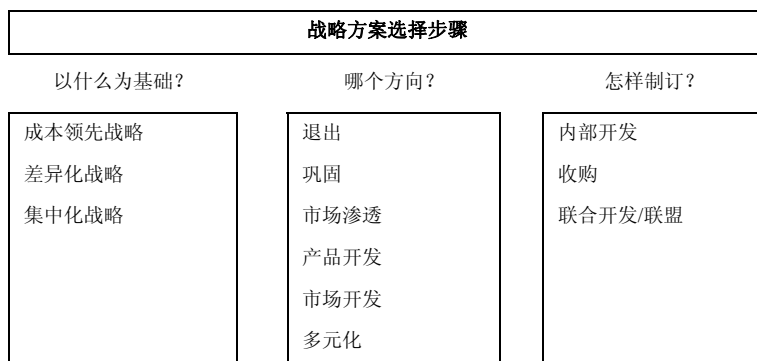 战略方案选择步骤
以什么为基础？
哪个方向？
怎样制订？
成本领先战略
差异化战略
集中化战略
退出
巩固
市场渗透
产品开发
市场开发
多元化
内部开发
收购
联合开发/联盟